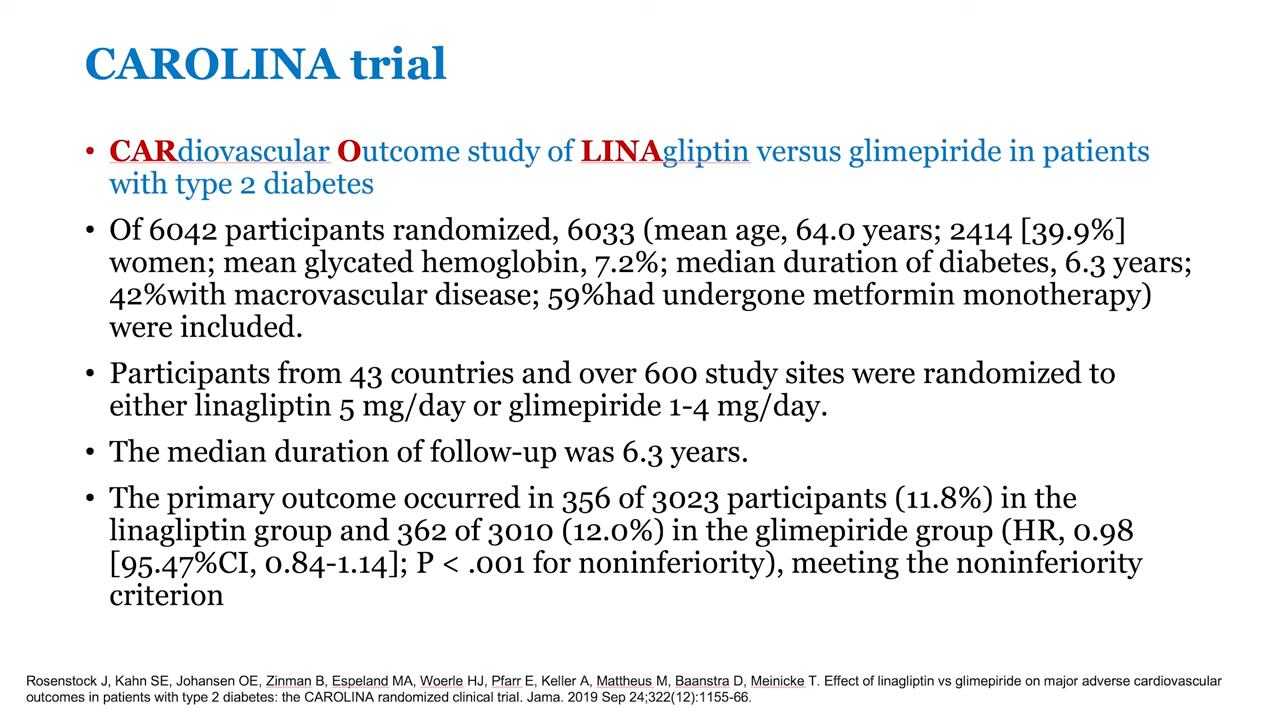 CAROLINA trial
• CARdiovascular Outcome study of LINAgliptin versus glimepiride in patients
with type 2 diabetes
• Of 6042 participants randomized, 6033 (mean age, 64.0 years; 2414 [39.9%]
women; mean glycated hemoglobin, 7.2%; median duration of diabetes, 6.3 years;
42%with macrovascular disease; 59%had undergone metformin monotherapy)
were included.
• Participants from 43 countries and over 600 study sites were randomized to
either linagliptin 5 mg/day or glimepiride 1-4 mg/day.
• The median duration of follow-up was 6.3 years.
• The primary outcome occurred in 356 of 3023 participants (11.8%) in the
linagliptin group and 362 of 3010 (12.0%) in the glimepiride group (HR, 0.98
[95.47%CI, 0.84-1.14]; P < .001 for noninferiority), meeting the noninferiority
criterion
Rosenstock J, Kahn SE, Johansen OE, Zinman B, Espeland MA, Woerle HJ, Pfarr E, Keller A, Mattheus M, Baanstra D, Meinicke T. Effect of linagliptin vs glimepiride on major adverse cardiovascular
outcomes in patients with type 2 diabetes: the CAROLINA randomized clinical trial. Jama. 2019 Sep 24;322(12):1155-66.